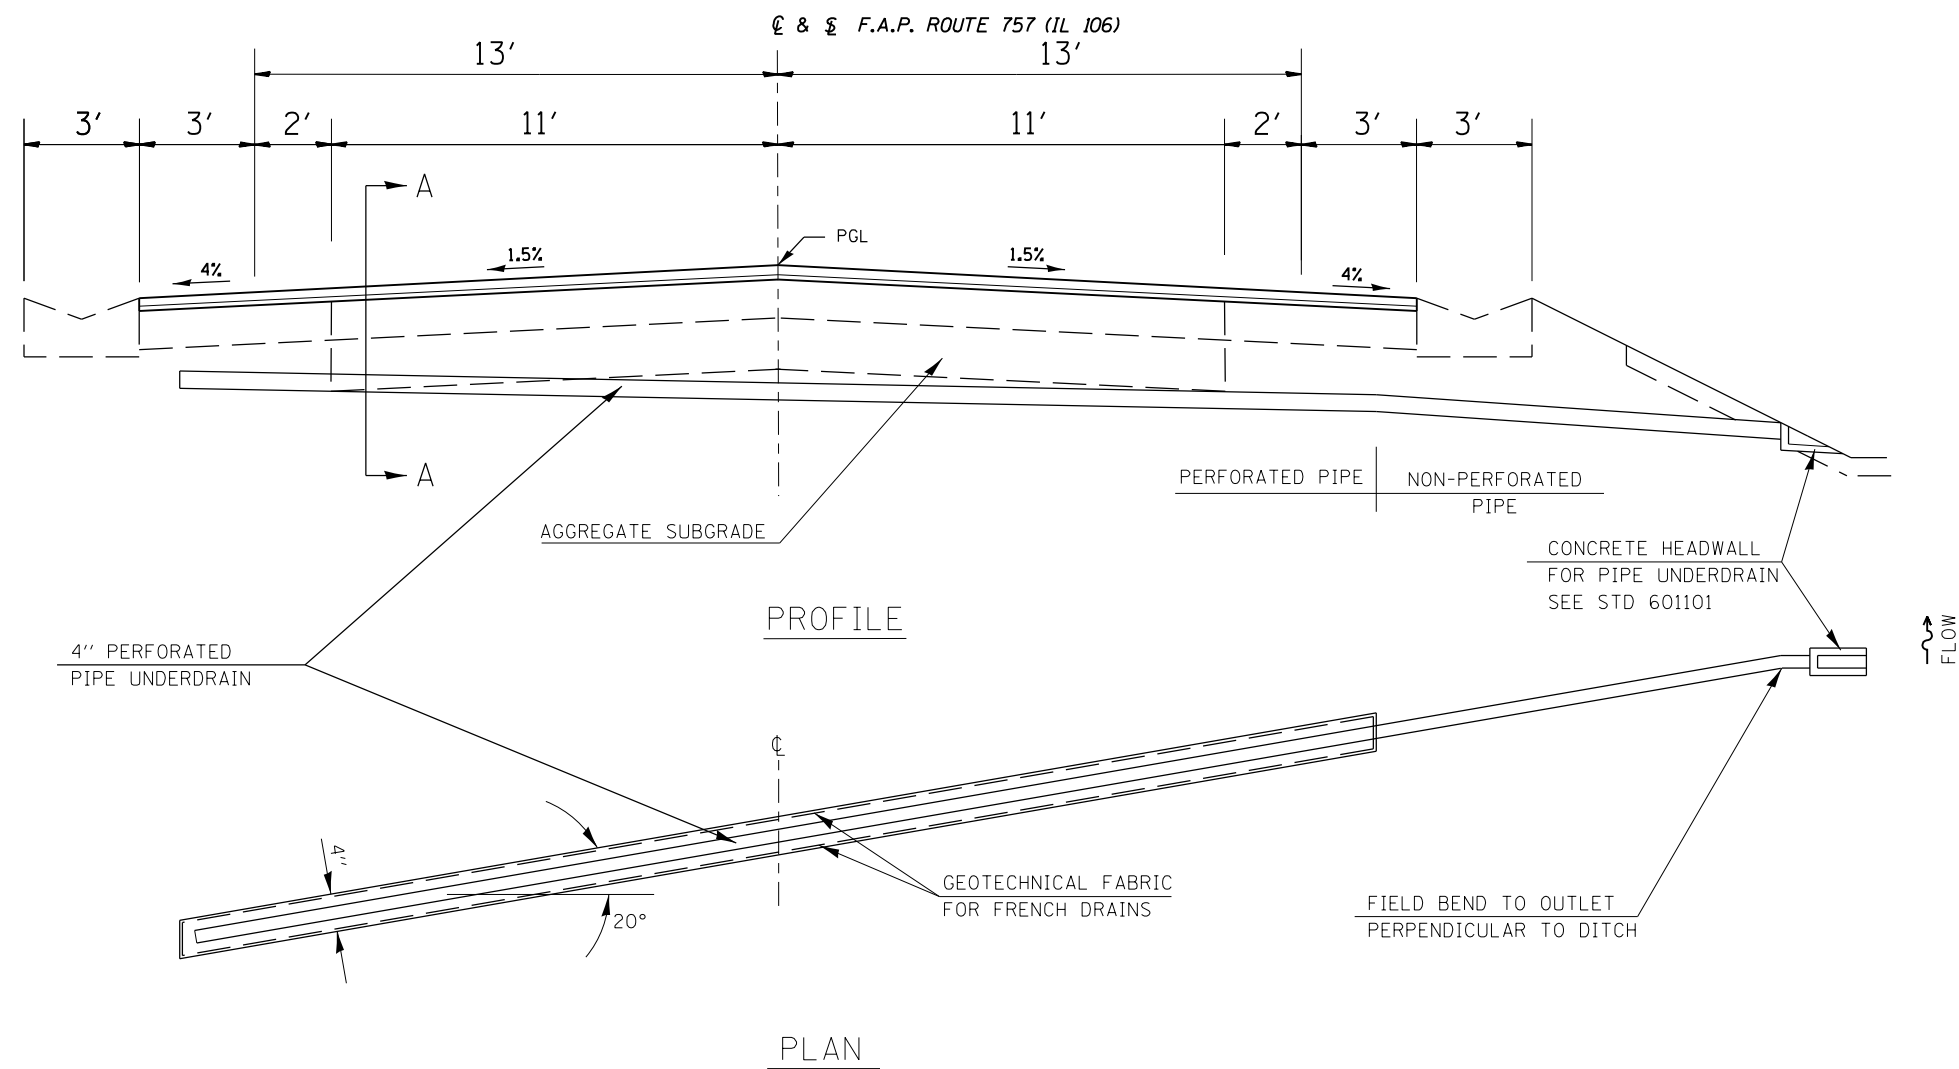 ℄ & ⅊ F.A.P. ROUTE 757 (IL 106)
13' 13'
3' 3' 2' 11' 11' 2' 3' 3'
A
PGL
4% 1.5% 1.5% 4%
A
PERFORATED PIPE NON-PERFORATED
PIPE
AGGREGATE SUBGRADE
CONCRETE HEADWALL
FOR PIPE UNDERDRAIN
SEE STD 601101
PROFILE
FLOW
4'' PERFORATED
PIPE UNDERDRAIN
℄
4''
GEOTECHNICAL FABRIC
FOR FRENCH DRAINS
20°
FIELD BEND TO OUTLET
PERPENDICULAR TO DITCH
PLAN